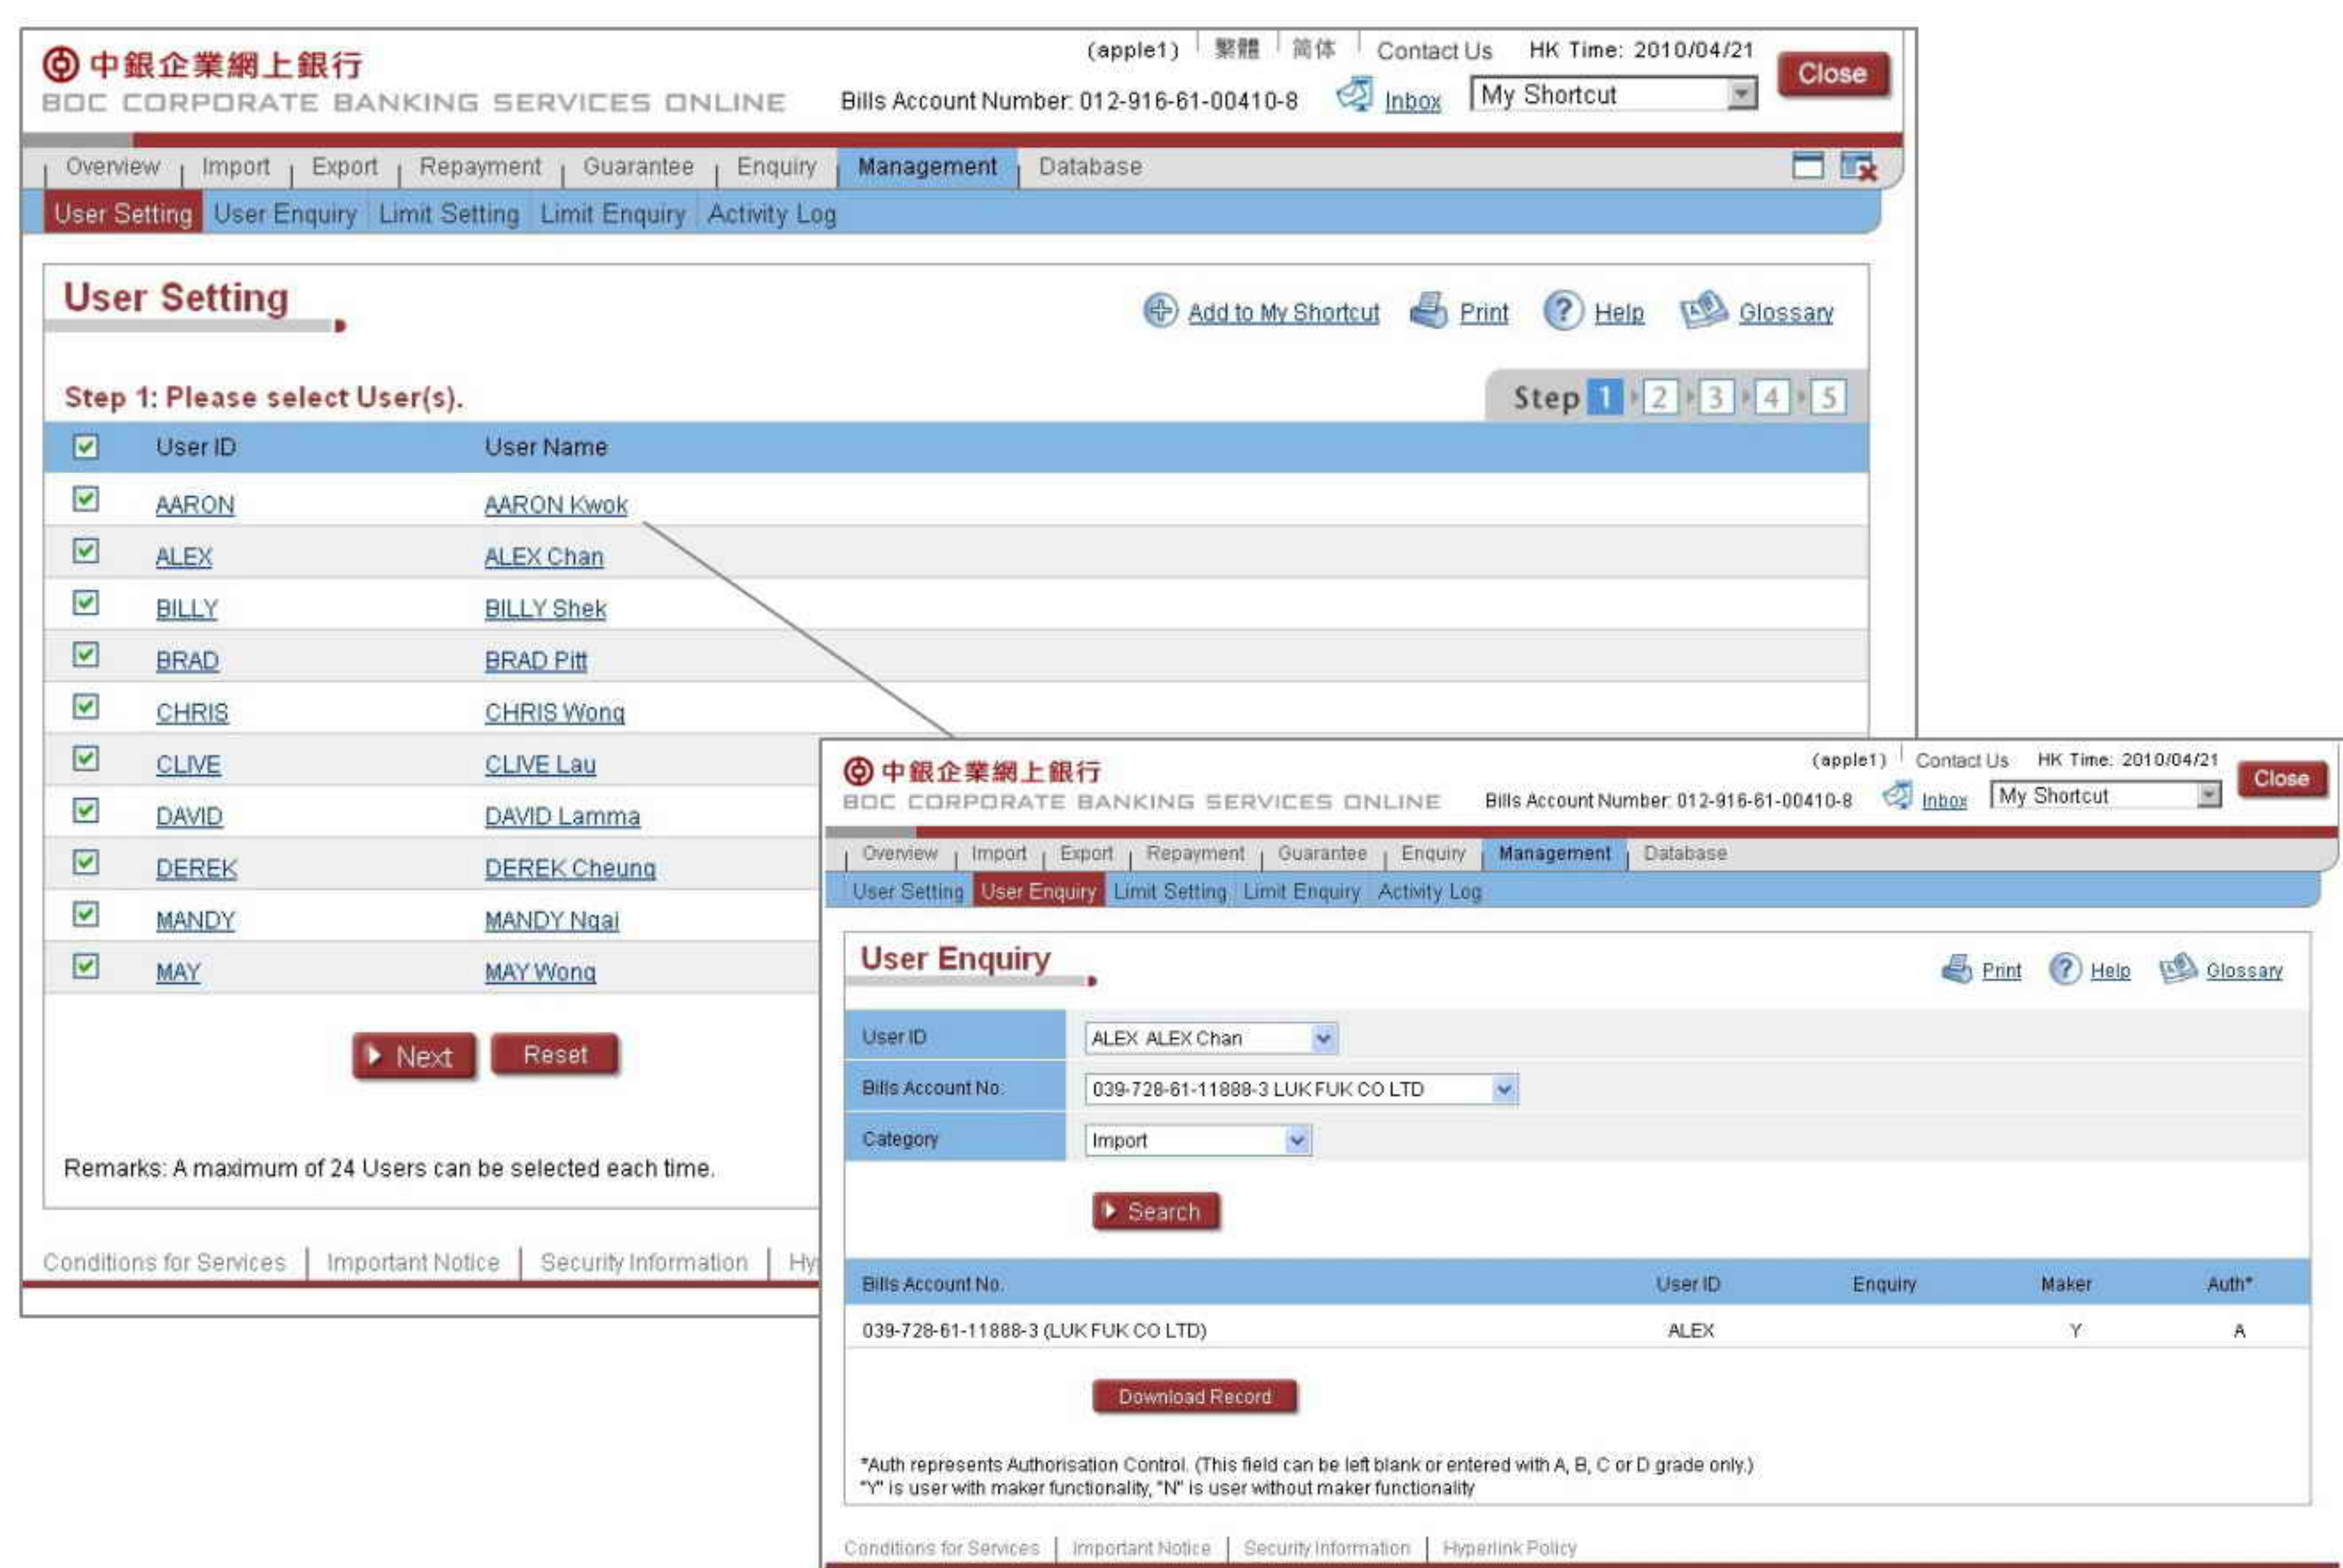 中銀企業網上銀行
BOC CORPORATE BANKING SERVICES ONLINE
(apple1) 繁體 简体 Contact Us HK Time: 2010/04/21
Bills Account Number: 012-916-61-00410-8 Inbox My Shortcut Close
Overview Import Export Repayment Guarantee Enquiry Management Database
User Setting User Enquiry Limit Setting Limit Enquiry Activity Log
User Setting
Add to My Shortcut Print Help Glossary
Step 1: Please select User(s).
Step 1 2 3 4 5
User ID User Name
AARON AARON Kwok
ALEX ALEX Chan
BILLY BILLY Shek
BRAD BRAD Pitt
CHRIS CHRIS Wong
CLIVE CLIVE Lau
DAVID DAVID Lamma
DEREK DEREK Cheung
MANDY MANDY Ngai
MAY MAY Wong
Next Reset
Remarks: A maximum of 24 Users can be selected each time.
Conditions for Services Important Notice Security Information Hy
中銀企業網上銀行
BOC CORPORATE BANKING SERVICES ONLINE
(apple1) Contact Us HK Time: 2010/04/21
Bills Account Number: 012-916-61-00410-8 Inbox My Shortcut Close
Overview Import Export Repayment Guarantee Enquiry Management Database
User Setting User Enquiry Limit Setting Limit Enquiry Activity Log
User Enquiry
Print Help Glossary
User ID ALEX ALEX Chan
Bills Account No. 039-728-61-11888-3 LUK FUK CO LTD
Category Import
Search
Bills Account No. User ID Enquiry Maker Auth*
039-728-61-11888-3 (LUK FUK CO LTD) ALEX Y A
Download Record
*Auth represents Authorisation Control. (This field can be left blank or entered with A, B, C or D grade only.)
"Y" is user with maker functionality, "N" is user without maker functionality
Conditions for Services Important Notice Security Information Hyperlink Policy